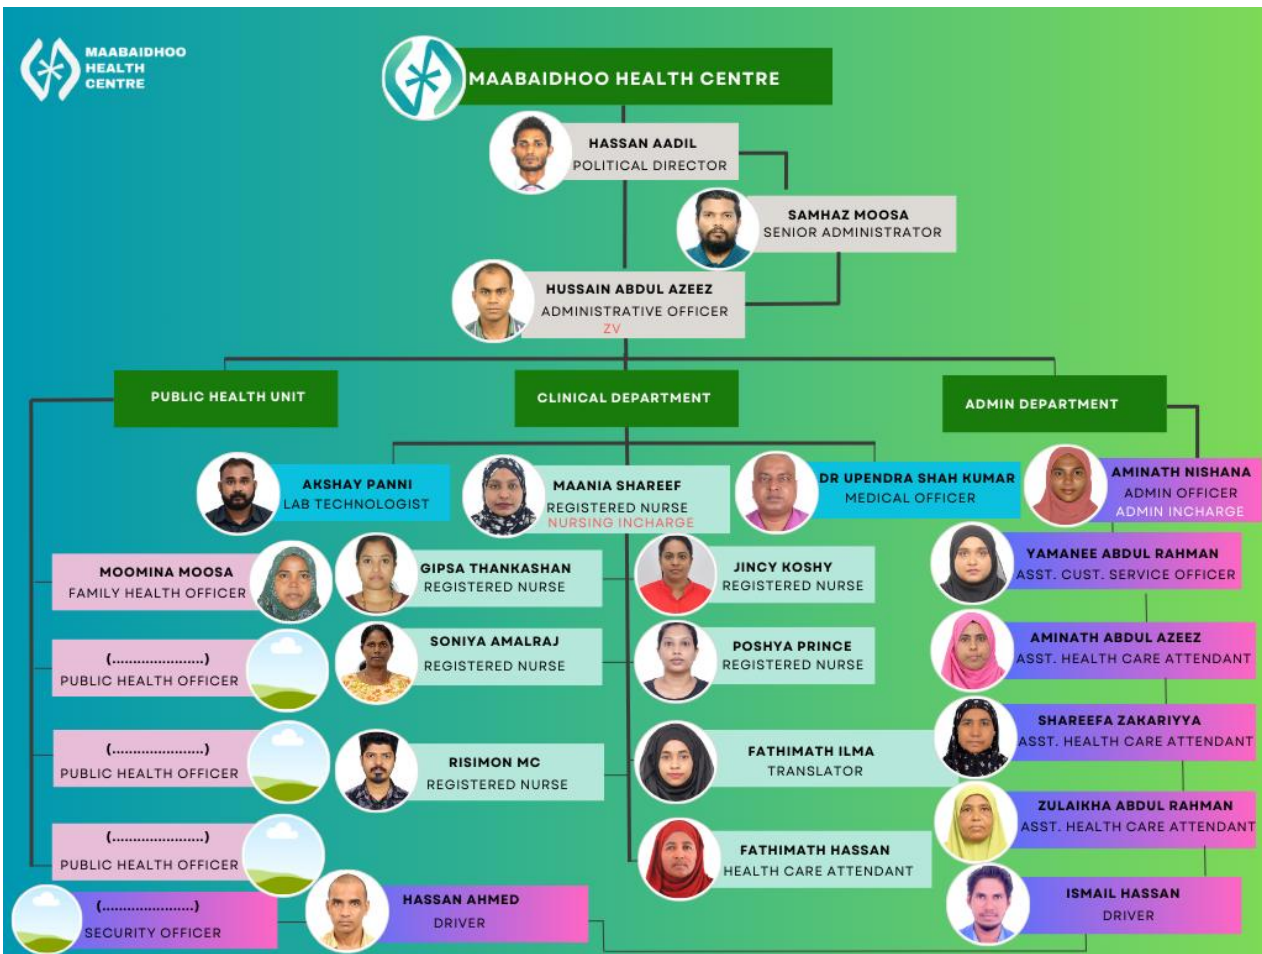 MAABAIDHOO
HEALTH
CENTRE
MAABAIDHOO HEALTH CENTRE
HASSAN AADIL
POLITICAL DIRECTOR
SAMHAZ MOOSA
SENIOR ADMINISTRATOR
HUSSAIN ABDUL AZEEZ
ADMINISTRATIVE OFFICER
ZV
PUBLIC HEALTH UNIT
CLINICAL DEPARTMENT
ADMIN DEPARTMENT
AKSHAY PANNI
LAB TECHNOLOGIST
MAANIA SHAREEF
REGISTERED NURSE
NURSING INCHARGE
DR UPENDRA SHAH KUMAR
MEDICAL OFFICER
AMINATH NISHANA
ADMIN OFFICER
ADMIN INCHARGE
MOOMINA MOOSA
FAMILY HEALTH OFFICER
GIPSA THANKASHAN
REGISTERED NURSE
JINCY KOSHY
REGISTERED NURSE
YAMANEE ABDUL RAHMAN
ASST. CUST. SERVICE OFFICER
(......................)
PUBLIC HEALTH OFFICER
SONIYA AMALRAJ
REGISTERED NURSE
POSHYA PRINCE
REGISTERED NURSE
AMINATH ABDUL AZEEZ
ASST. HEALTH CARE ATTENDANT
(......................)
PUBLIC HEALTH OFFICER
RISIMON MC
REGISTERED NURSE
FATHIMATH ILMA
TRANSLATOR
SHAREEFA ZAKARIYYA
ASST. HEALTH CARE ATTENDANT
(......................)
PUBLIC HEALTH OFFICER
FATHIMATH HASSAN
HEALTH CARE ATTENDANT
ZULAIKHA ABDUL RAHMAN
ASST. HEALTH CARE ATTENDANT
(......................)
SECURITY OFFICER
HASSAN AHMED
DRIVER
ISMAIL HASSAN
DRIVER